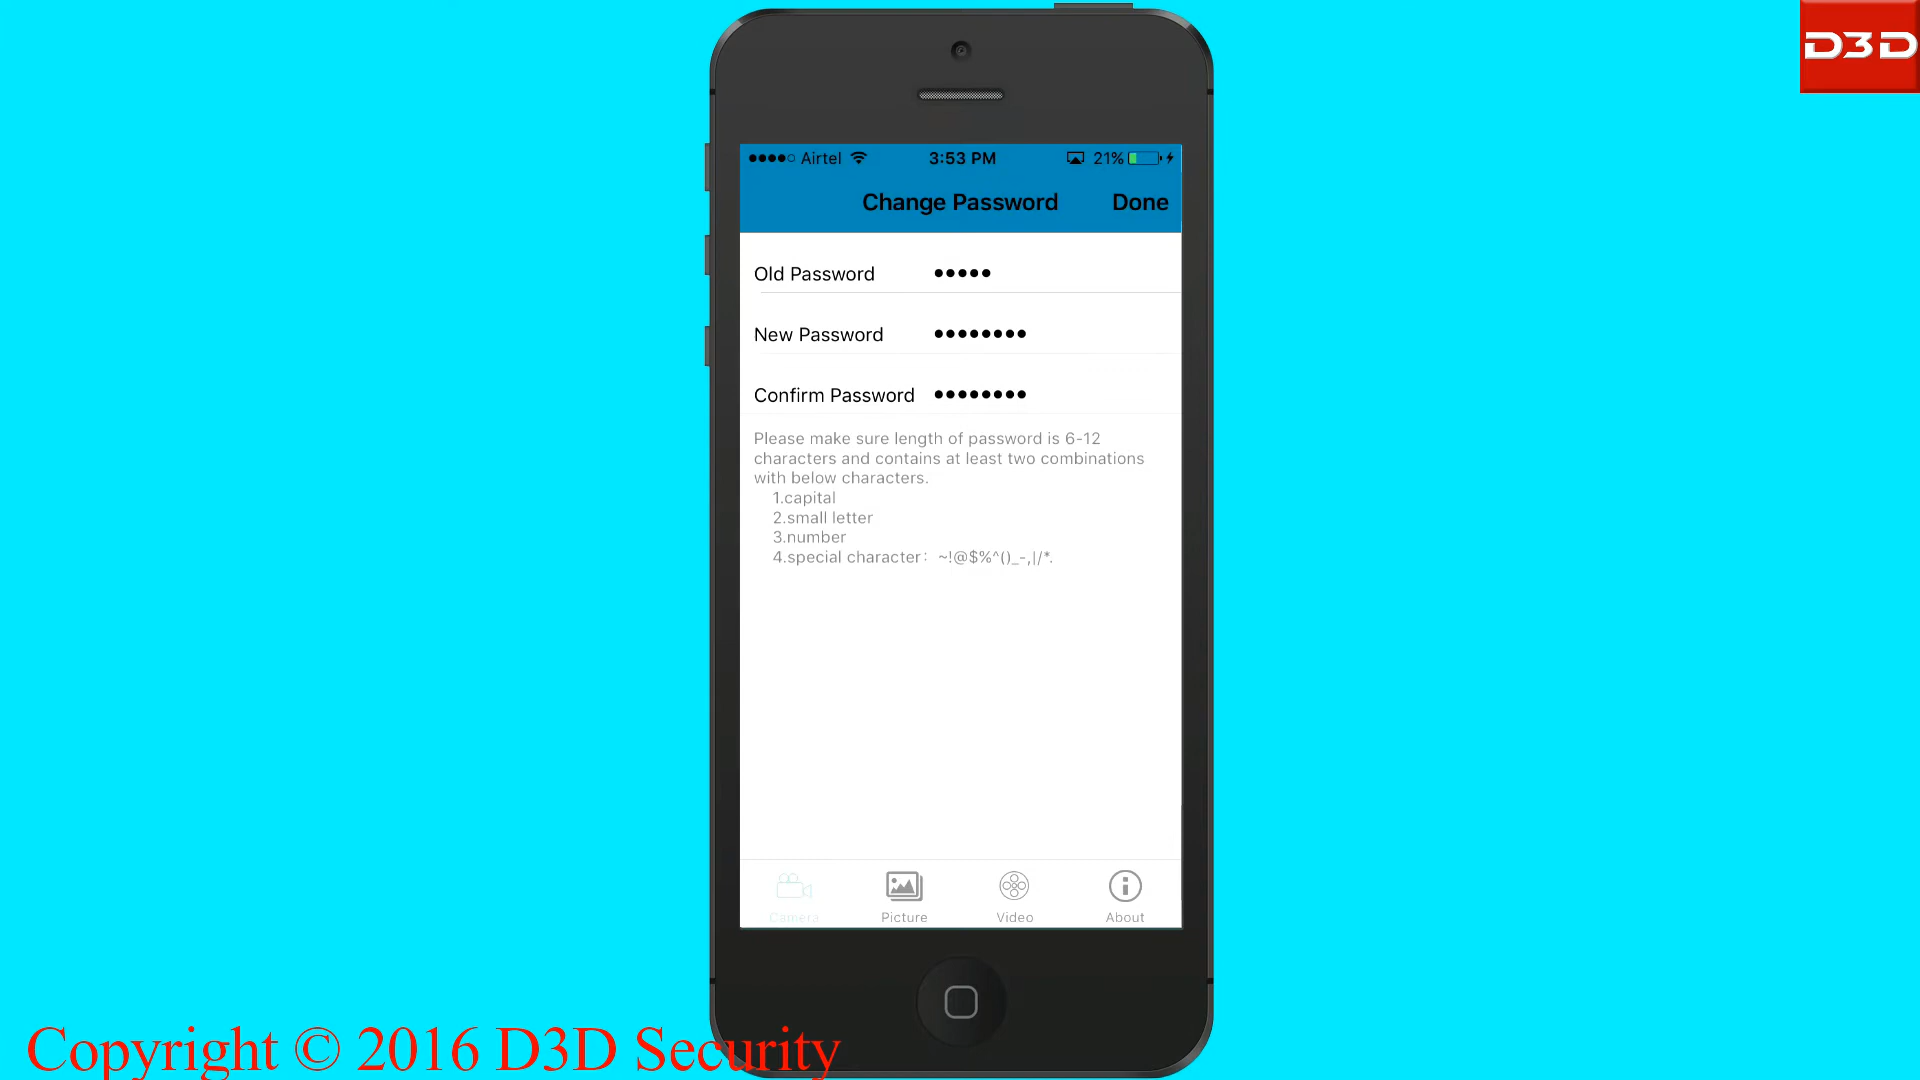 D3D
Airtel 3:53 PM 21%
Change Password Done
Old Password •••••
New Password ••••••••
Confirm Password ••••••••
Please make sure length of password is 6-12
characters and contains at least two combinations
with below characters.
1.capital
2.small letter
3.number
4.special character: ~!@$%^()_-,|/*.
Camera Picture Video About
Copyright © 2016 D3D Security